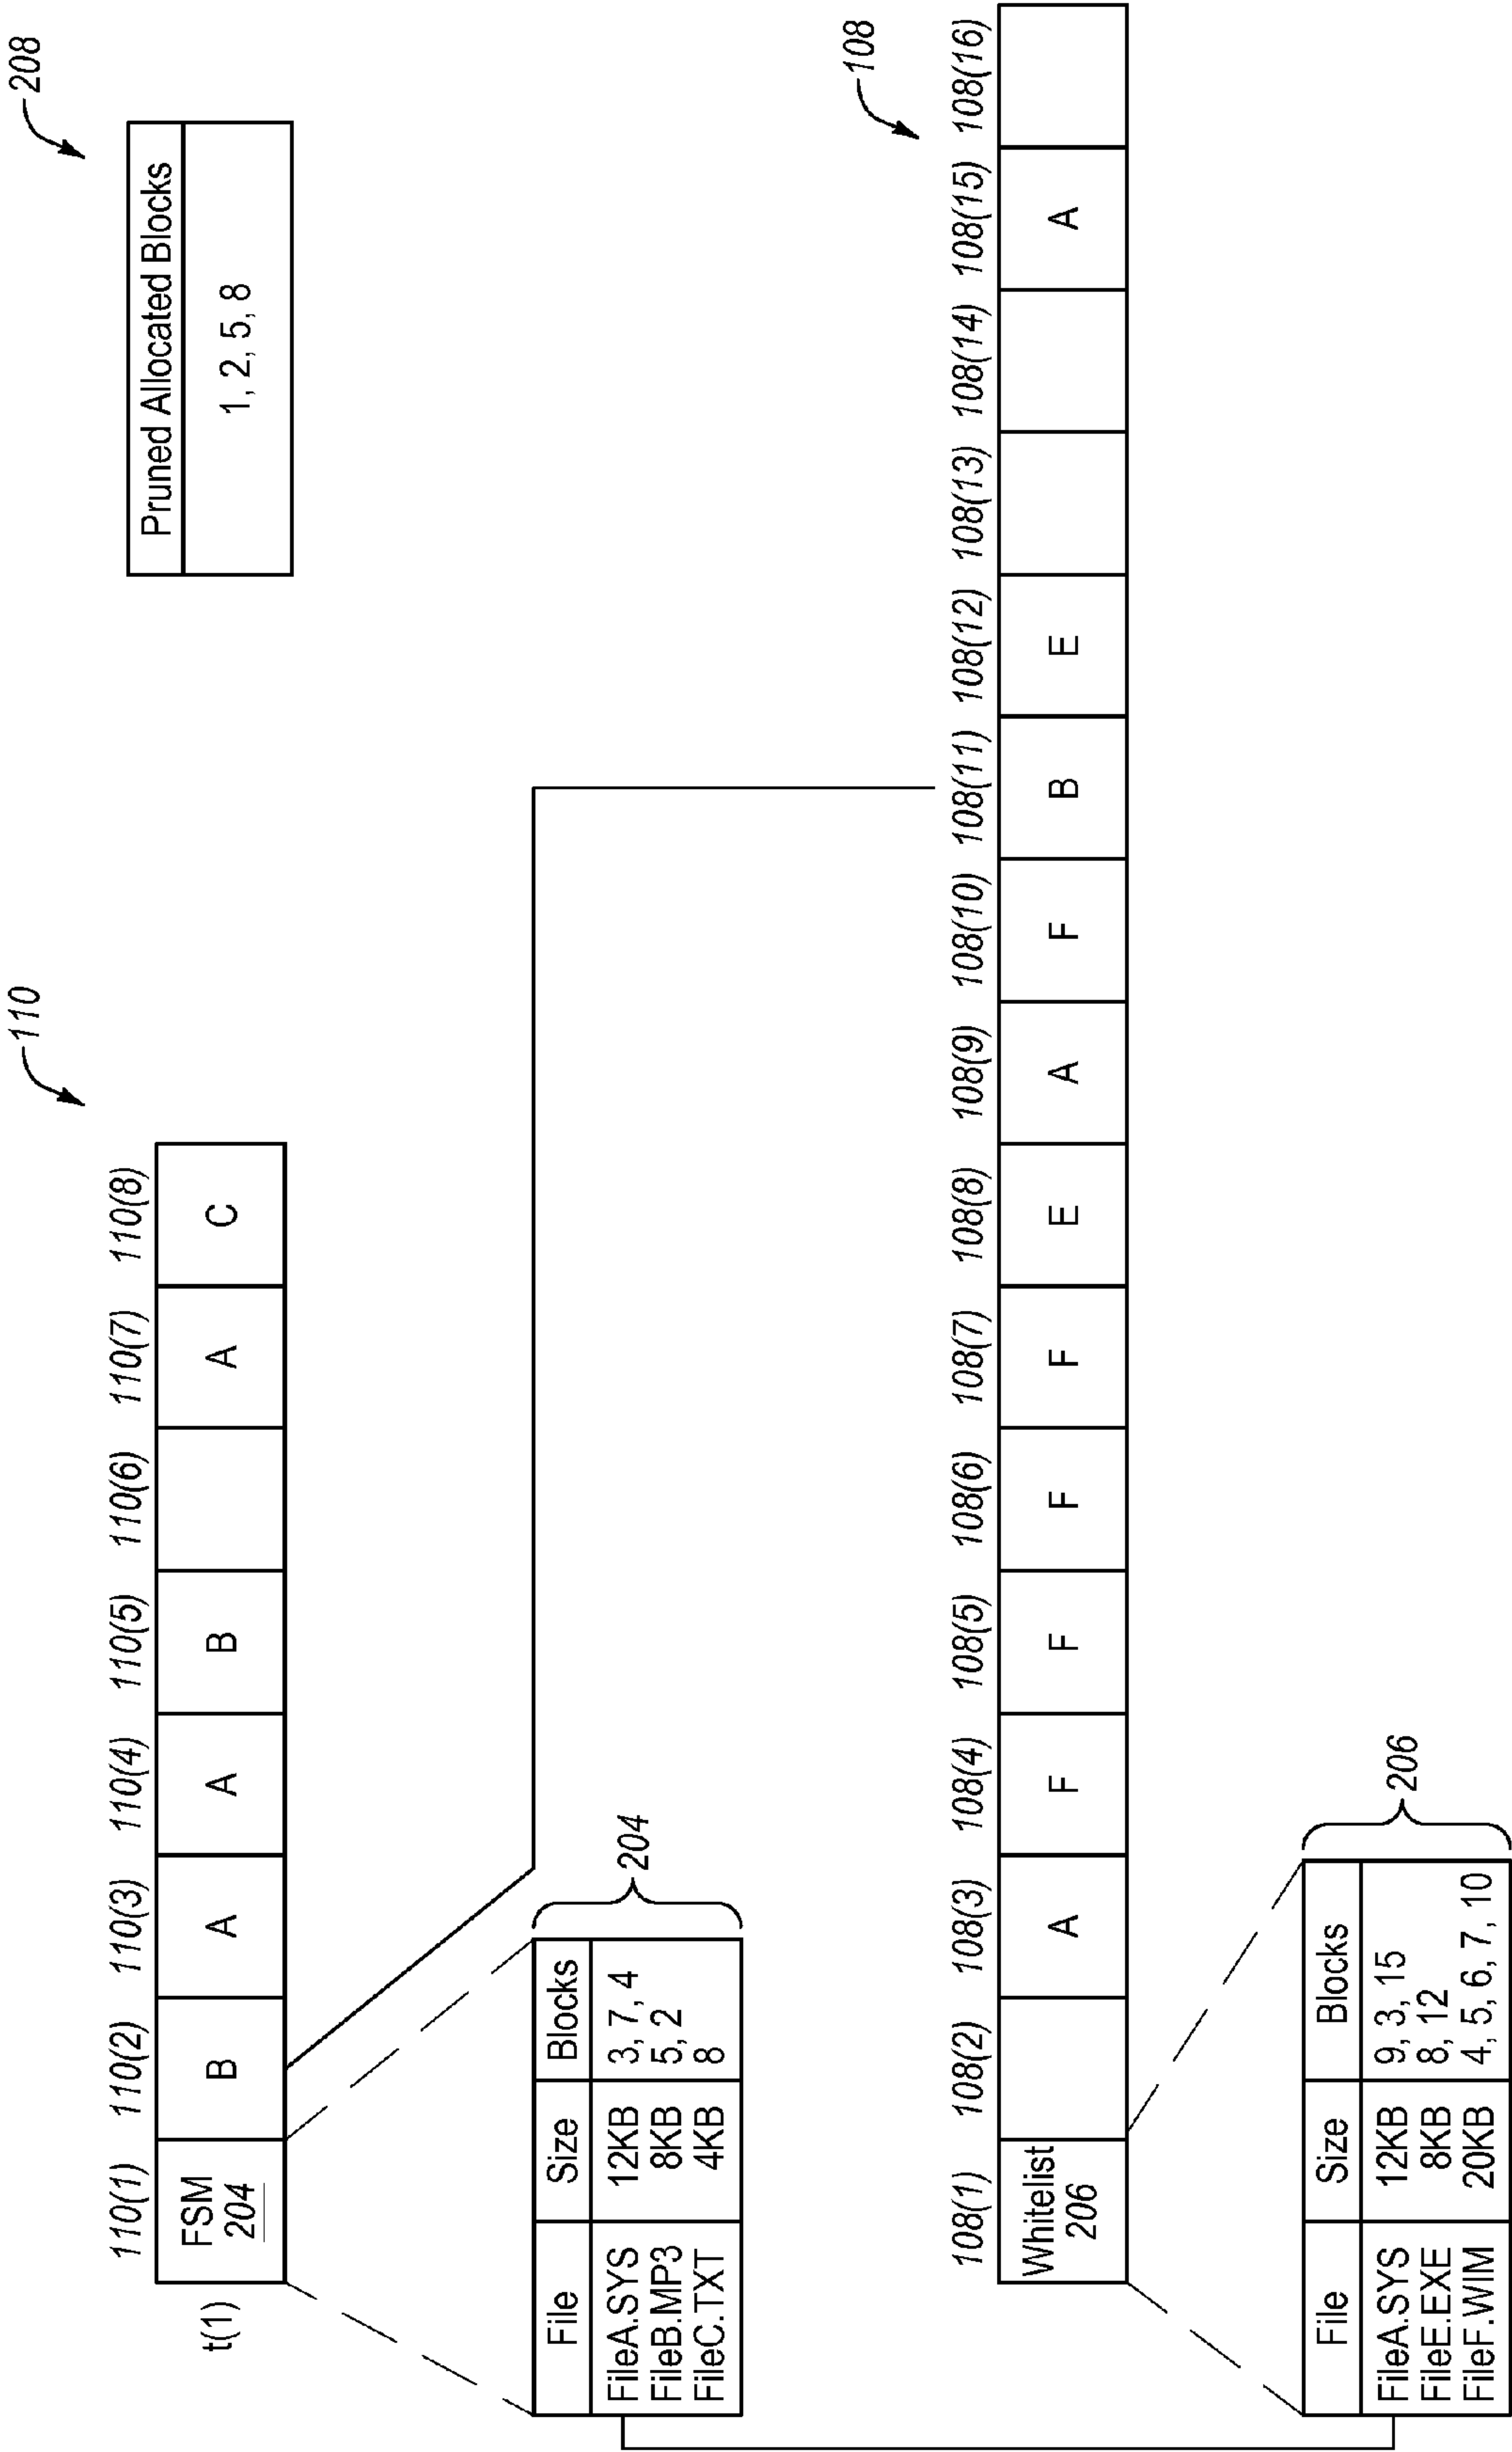 110
208
110(1) 110(2) 110(3) 110(4) 110(5) 110(6) 110(7) 110(8)
t(1) FSM 204 B A A B A C
Pruned Allocated Blocks
1, 2, 5, 8
File Size Blocks
FileA.SYS 12KB 3, 7, 4
FileB.MP3 8KB 5, 2
FileC.TXT 4KB 8
204
108
108(1) 108(2) 108(3) 108(4) 108(5) 108(6) 108(7) 108(8) 108(9) 108(10) 108(11) 108(12) 108(13) 108(14) 108(15) 108(16)
Whitelist 206 A F F F F E A F B E A
File Size Blocks
FileA.SYS 12KB 9, 3, 15
FileE.EXE 8KB 8, 12
FileF.WIM 20KB 4, 5, 6, 7, 10
206